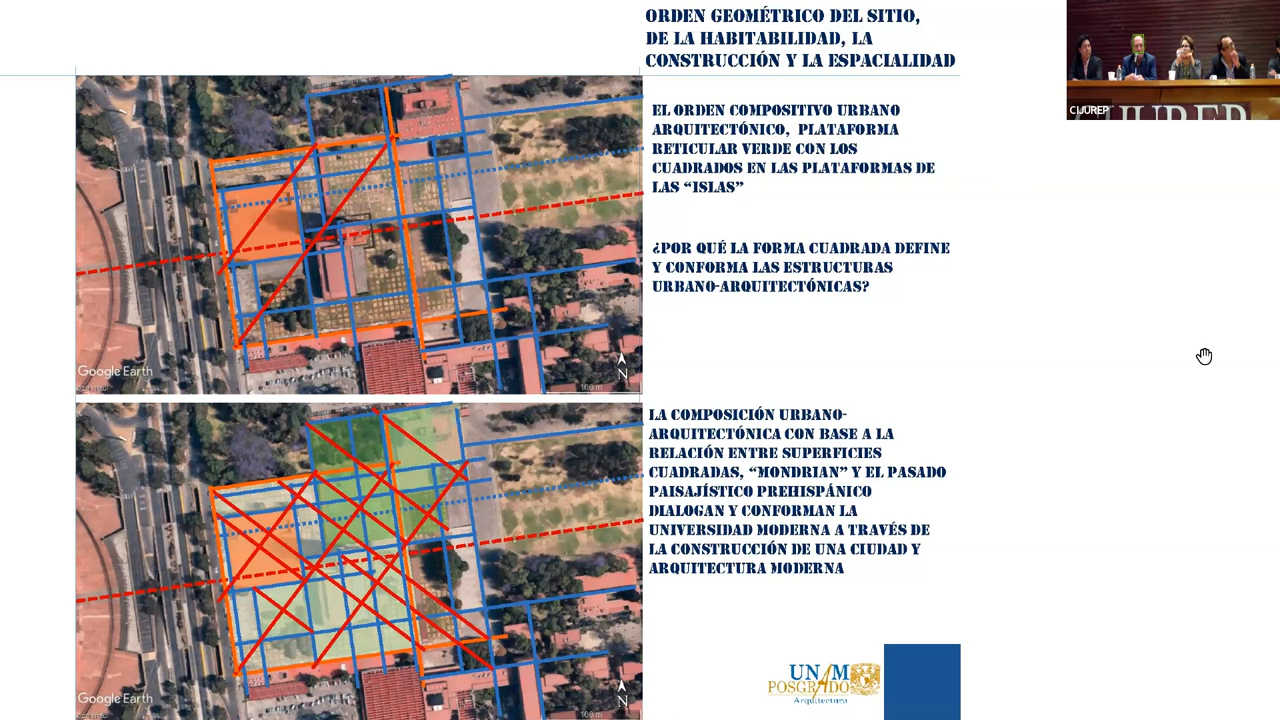 ORDEN GEOMÉTRICO DEL SITIO,
DE LA HABITABILIDAD, LA
CONSTRUCCIÓN Y LA ESPACIALIDAD
EL ORDEN COMPOSITIVO URBANO
ARQUITECTÓNICO, PLATAFORMA
RETICULAR VERDE CON LOS
CUADRADOS EN LAS PLATAFORMAS DE
LAS “ISLAS”
¿POR QUÉ LA FORMA CUADRADA DEFINE
Y CONFORMA LAS ESTRUCTURAS
URBANO-ARQUITECTÓNICAS?
Google Earth
N
100 m
LA COMPOSICIÓN URBANO-
ARQUITECTÓNICA CON BASE A LA
RELACIÓN ENTRE SUPERFICIES
CUADRADAS, “MONDRIAN” Y EL PASADO
PAISAJÍSTICO PREHISPÁNICO
DIALOGAN Y CONFORMAN LA
UNIVERSIDAD MODERNA A TRAVÉS DE
LA CONSTRUCCIÓN DE UNA CIUDAD Y
ARQUITECTURA MODERNA
Google Earth
N
100 m
UNAM
POSGRADO
Arquitectura
CIJUREP